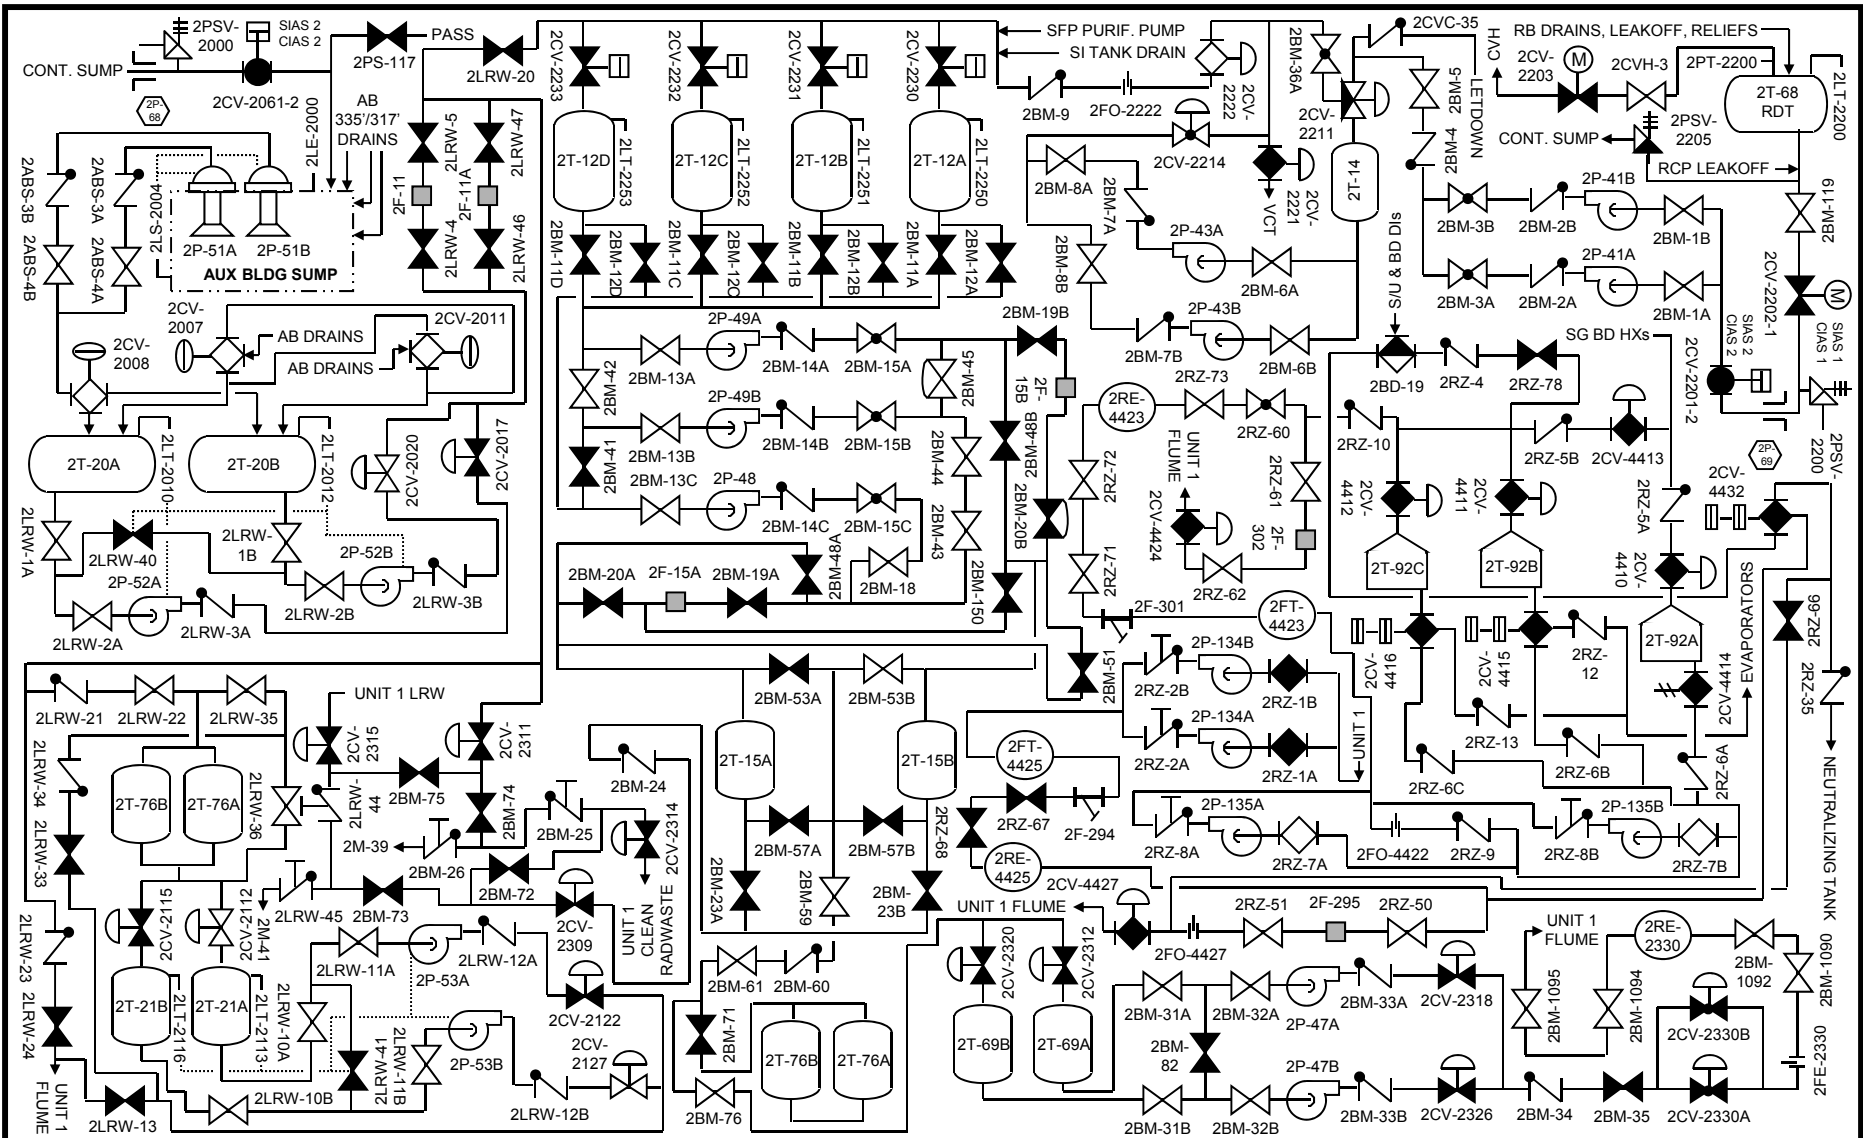 2PSV-
2000
SIAS 2
CIAS 2
PASS
2PS-117
CONT. SUMP
2CV-2061-2
2P-
68
2LRW-20
2CV-2233
2CV-2232
2CV-2231
2CV-2230
SFP PURIF. PUMP
SI TANK DRAIN
2BM-9
2FO-2222
2CV-
2222
2BM-36A
2CV-
2211
2CVC-35
2BM-5
LETDOWN
2BM-4
CVH
RB DRAINS, LEAKOFF, RELIEFS
2CV-
2203
M
2CVH-3
2PT-2200
2T-68
RDT
2LT-2200
2PSV-
2205
CONT. SUMP
RCP LEAKOFF
2BM-119
AB
335'/317'
DRAINS
2LE-2000
2ABS-3B
2ABS-3A
2LS-2004
2P-51A
2P-51B
AUX BLDG SUMP
2ABS-4B
2ABS-4A
2LRW-5
2LRW-47
2F-11
2F-11A
2LRW-4
2LRW-46
2T-12D
2LT-2253
2T-12C
2LT-2252
2T-12B
2LT-2251
2T-12A
2LT-2250
2BM-11D
2BM-12D
2BM-11C
2BM-12C
2BM-11B
2BM-12B
2BM-11A
2BM-12A
2CV-2214
2CV-
2221
VCT
2T-14
2BM-8A
2BM-7A
2P-43A
2BM-6A
2BM-8B
2P-43B
2BM-7B
2BM-6B
2P-41B
2BM-3B
2BM-2B
2BM-1B
2P-41A
2BM-3A
2BM-2A
2BM-1A
2CV-2202-1
M
SIAS 1
CIAS 1
SIAS 2
CIAS 2
2CV-2201-2
2PSV-
2200
2P-
69
S/U & BD DIs
SG BD HXs
2BD-19
2RZ-4
2RZ-78
2CV-
2007
AB DRAINS
AB DRAINS
2CV-2011
2CV-
2008
2T-20A
2LT-2010
2T-20B
2LT-2012
2CV-2020
2CV-2017
2LRW-1A
2LRW-40
2LRW-
1B
2P-52B
2P-52A
2LRW-2B
2LRW-3B
2LRW-2A
2LRW-3A
2BM-42
2BM-41
2P-49A
2BM-13A
2BM-14A
2BM-15A
2BM-19B
2F-
15B
2BM-45
2P-49B
2BM-13B
2BM-14B
2BM-15B
2BM-44
2BM-48B
2BM-13C
2P-48
2BM-14C
2BM-15C
2BM-43
2BM-20B
2BM-20A
2F-15A
2BM-19A
2BM-48A
2BM-18
2BM-150
2BM-51
2RE-
4423
2RZ-73
2RZ-60
2RZ-72
2RZ-71
UNIT 1
FLUME
2CV-4424
2RZ-61
2F-
302
2RZ-62
2F-301
2FT-
4423
2RZ-10
2RZ-5B
2CV-4413
2CV-
4412
2CV-
4411
2RZ-5A
2CV-
4410
2CV-
4432
2T-92C
2T-92B
2T-92A
2CV-
4416
2CV-
4415
2RZ-
12
2CV-4414
EVAPORATORS
2RZ-66
2RZ-35
NEUTRALIZING TANK
2RZ-13
2RZ-6B
2RZ-6C
2RZ-6A
2P-134B
2RZ-2B
2RZ-1B
2P-134A
2RZ-2A
2RZ-1A
UNIT 1
2FT-
4425
2RZ-67
2F-294
2RZ-68
2RE-
4425
2P-135A
2RZ-8A
2RZ-7A
2FO-4422
2RZ-9
2P-135B
2RZ-8B
2RZ-7B
2LRW-21
2LRW-22
2LRW-35
UNIT 1 LRW
2CV-
2315
2CV-
2311
2LRW-34
2T-76B
2T-76A
2LRW-36
2LRW-
44
2BM-75
2BM-74
2BM-24
2BM-25
2CV-2314
2M-39
2BM-26
2BM-72
2LRW-33
2LRW-45
2M-41
2BM-73
2CV-
2309
UNIT 1
CLEAN
RADWASTE
2LRW-23
2LRW-24
UNIT 1
FLUME
2CV-2115
2CV-2112
2LRW-11A
2P-53A
2LRW-12A
2CV-2122
2T-21B
2LT-2116
2T-21A
2LT-2113
2LRW-10A
2LRW-41
2LRW-11B
2P-53B
2CV-
2127
2LRW-10B
2LRW-12B
2LRW-13
2BM-53A
2BM-53B
2T-15A
2T-15B
2BM-57A
2BM-57B
2BM-23A
2BM-59
2BM-
23B
2BM-61
2BM-60
2BM-71
2T-76B
2T-76A
2BM-76
2CV-4427
UNIT 1 FLUME
2FO-4427
2RZ-51
2F-295
2RZ-50
2CV-2320
2CV-2312
2T-69B
2T-69A
2BM-31A
2BM-32A
2P-47A
2BM-33A
2CV-2318
2BM-
82
2BM-31B
2BM-32B
2P-47B
2BM-33B
2CV-2326
2BM-34
2BM-35
2CV-2330A
2CV-2330B
UNIT 1
FLUME
2RE-
2330
2BM-1095
2BM-1094
2BM-
1092
2BM-1090
2FE-2330